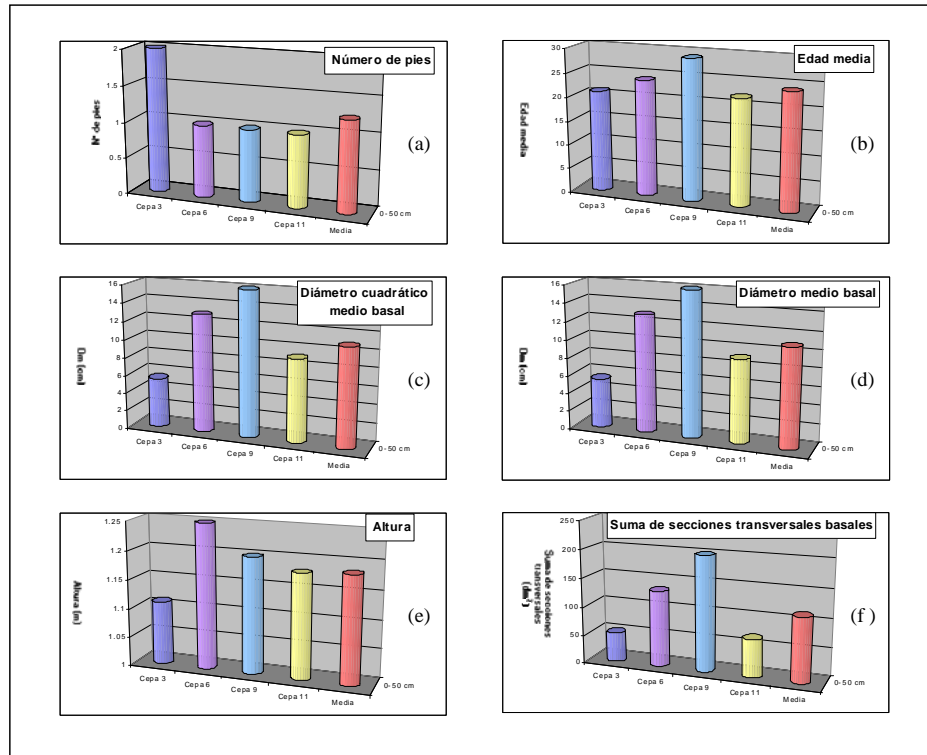 Número de pies
2
1.5
1
0.5
0
Nº de pies
Cepa 3
Cepa 6
Cepa 9
Cepa 11
Media
0-50 cm
(a)
Edad media
30
25
20
15
10
5
0
Edad media
Cepa 3
Cepa 6
Cepa 9
Cepa 11
Media
0-50 cm
(b)
Diámetro cuadrático
medio basal
16
14
12
10
8
6
4
2
0
Dm (cm)
Cepa 3
Cepa 6
Cepa 9
Cepa 11
Media
0-50 cm
(c)
Diámetro medio basal
16
14
12
10
8
6
4
2
0
Dm (cm)
Cepa 3
Cepa 6
Cepa 9
Cepa 11
Media
0-50 cm
(d)
Altura
1.25
1.2
1.15
1.1
1.05
1
Altura (m)
Cepa 3
Cepa 6
Cepa 9
Cepa 11
Media
0-50 cm
(e)
Suma de secciones transversales basales
250
200
150
100
50
0
Suma de secciones
transversales
(dm²)
Cepa 3
Cepa 6
Cepa 9
Cepa 11
Media
0-50 cm
(f )